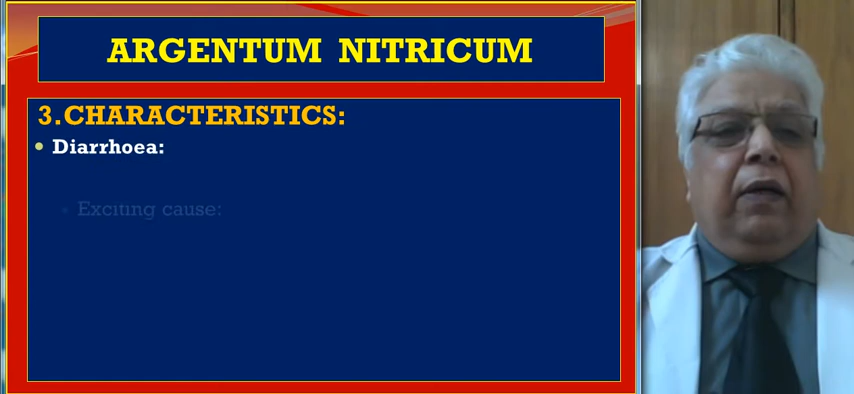 ARGENTUM NITRICUM
3.CHARACTERISTICS:
• Diarrhoea:
• Exciting cause: